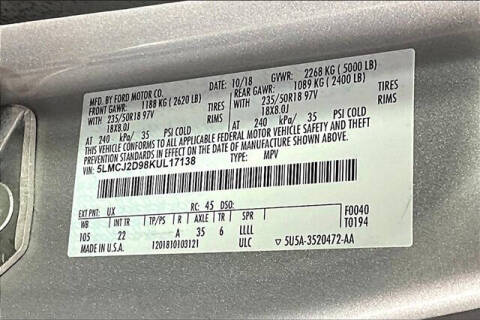 MFD. BY FORD MOTOR CO.
DATE: 10/18 GVWR: 2268 KG (5000 LB)
FRONT GAWR: 1188 KG (2620 LB) REAR GAWR: 1089 KG (2400 LB)
WITH 235/50R18 97V TIRES WITH 235/50R18 97V TIRES
18X8.0J RIMS 18X8.0J RIMS
AT 240 kPa/ 35 PSI COLD AT 240 kPa/ 35 PSI COLD
THIS VEHICLE CONFORMS TO ALL APPLICABLE FEDERAL MOTOR VEHICLE SAFETY AND BUMPER AND THEFT PREVENTION STANDARDS IN EFFECT ON THE DATE OF MANUFACTURE SHOWN ABOVE.
VIN: 5LMCJ2D98KUL17138 TYPE: MPV
EXT PNT: UX RC: 45 DSO: F0040
WB INT TR TP/PS R AXLE TR SPR T0194
105 22 A 35 6 LLLL
MADE IN U.S.A. 1201810103121 ULC 5U5A-3520472-AA